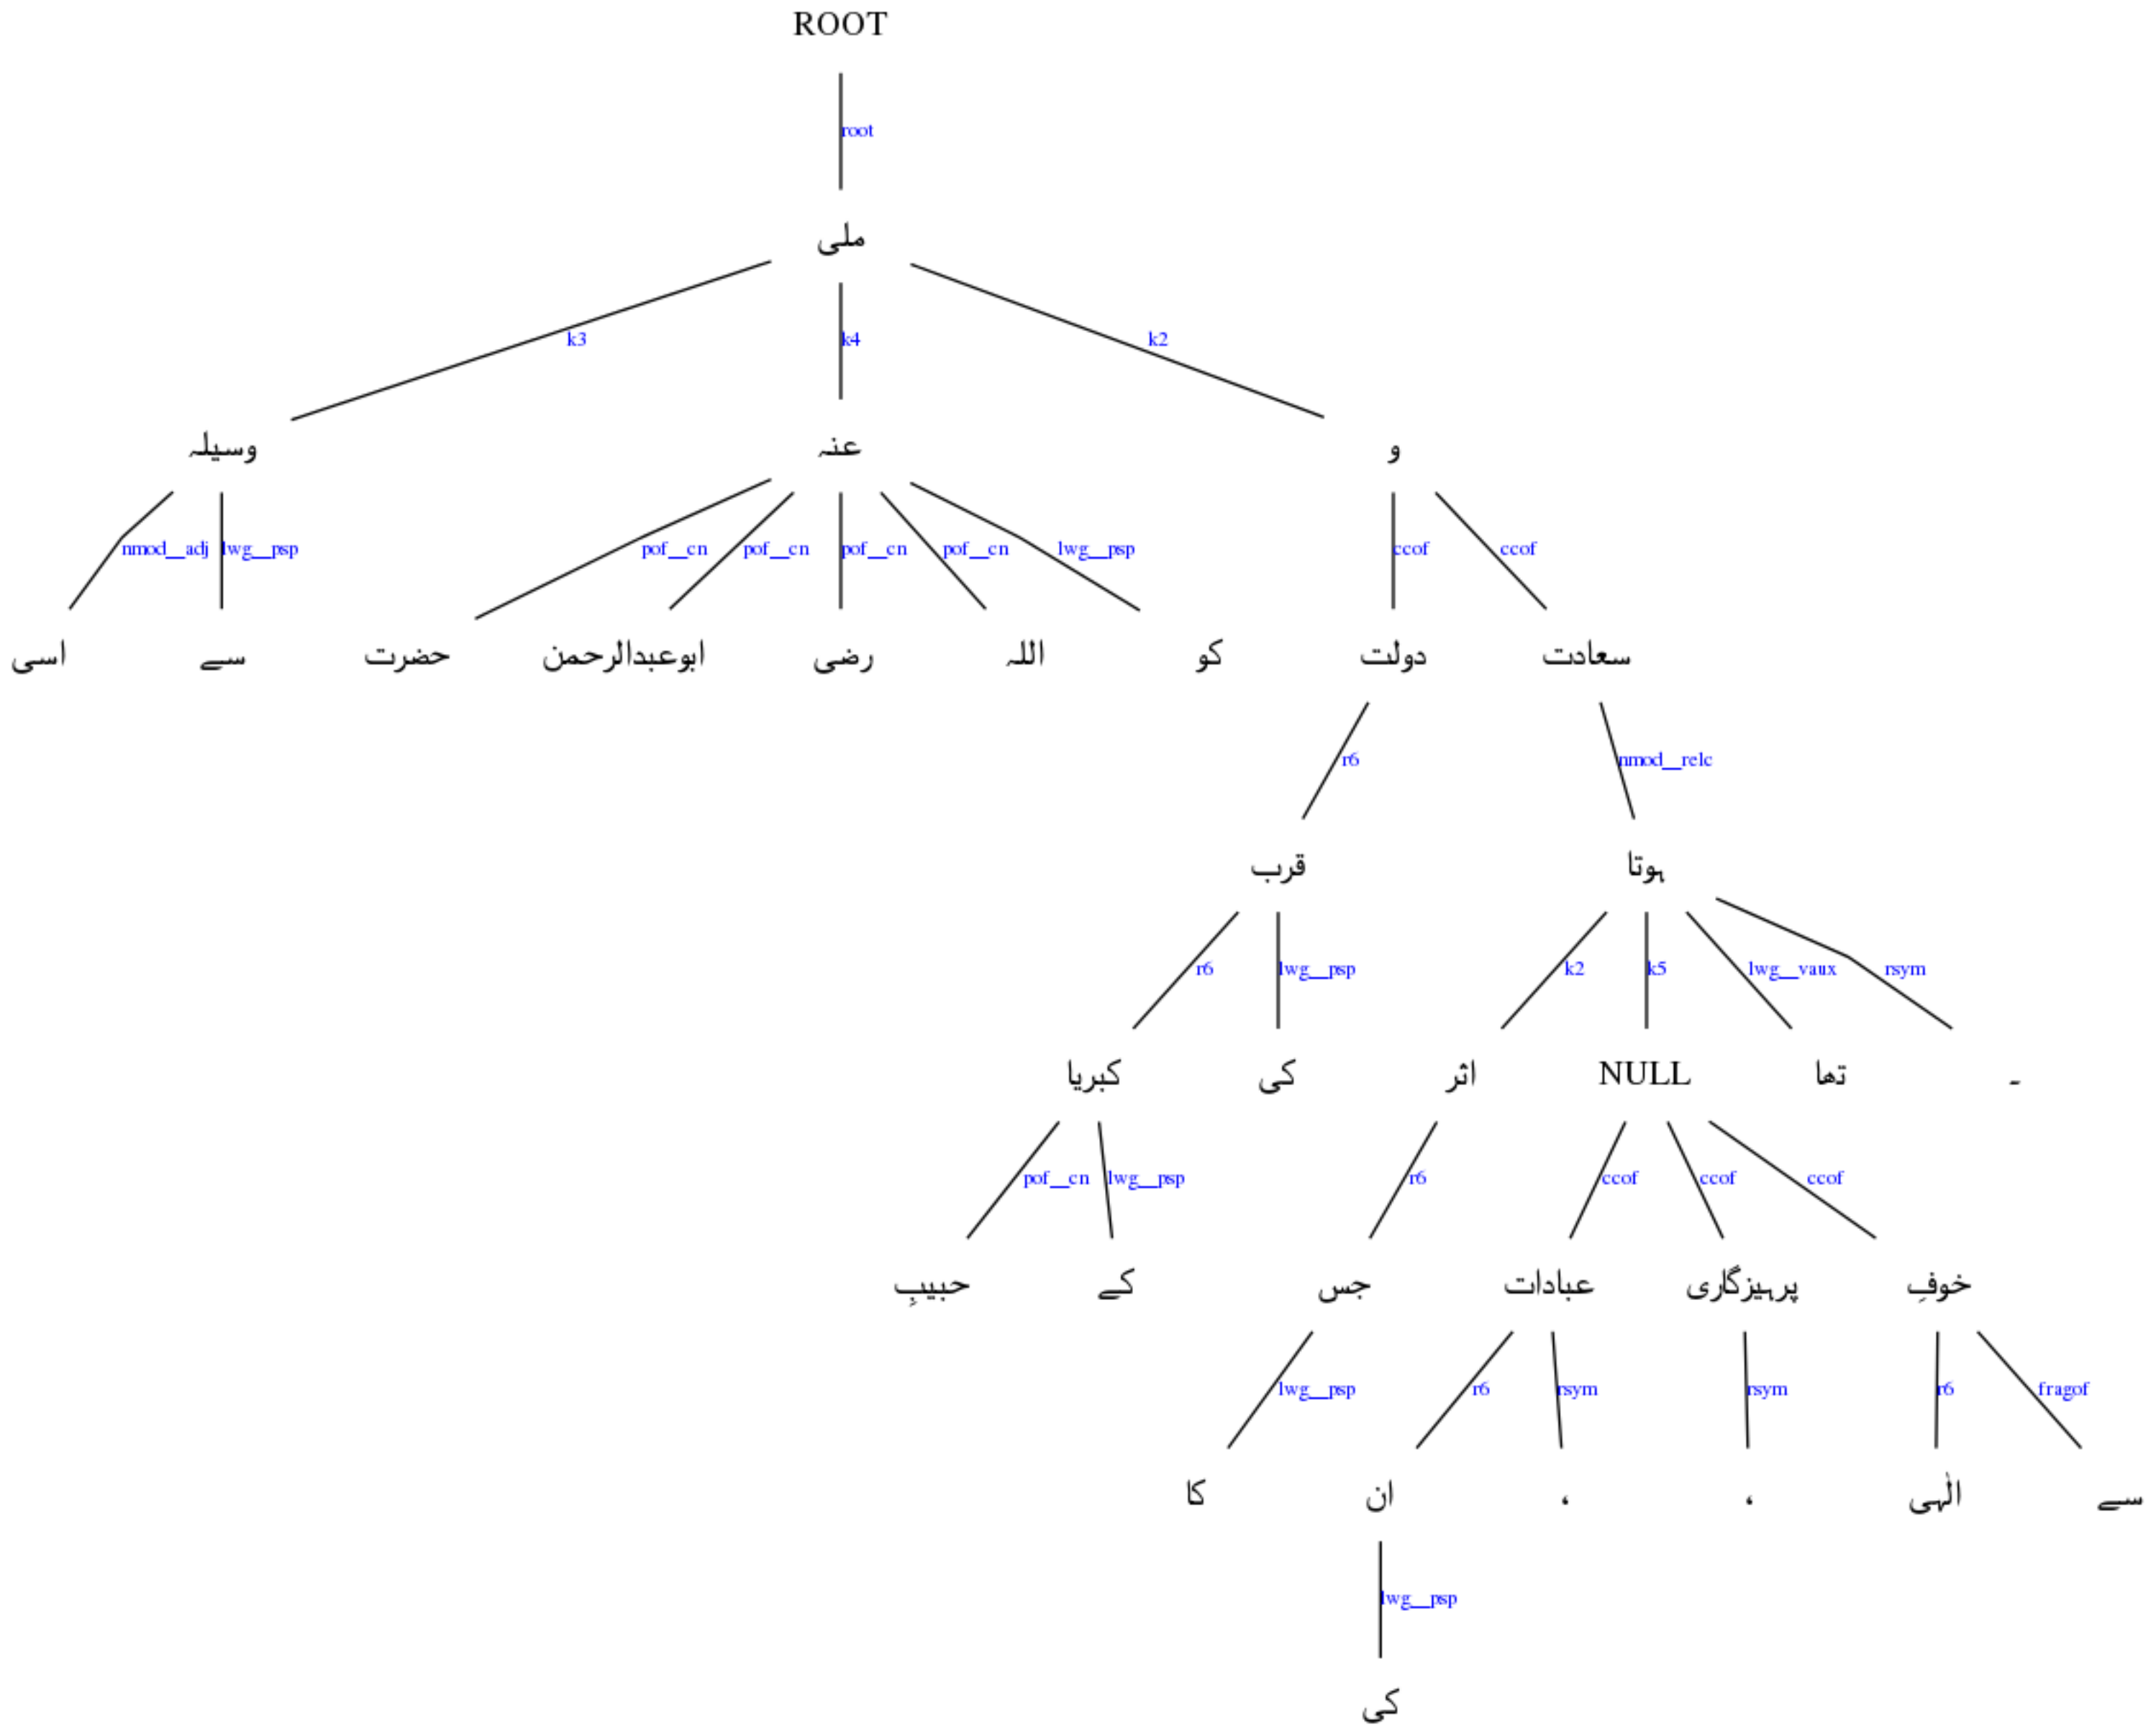 ROOT
root
ملی
k3 k4 k2
وسیلہ عنہ و
nmod__adj lwg__psp pof__cn pof__cn pof__cn pof__cn lwg__psp ccof ccof
اسی سے حضرت ابوعبدالرحمن رضی اللہ کو دولت سعادت
r6 nmod__relc
قرب ہوتا
r6 lwg__psp k2 k5 lwg__vaux rsym
کبریا کی اثر NULL تھا ۔
pof__cn lwg__psp r6 ccof ccof ccof
حبیبِ کے جس عبادات پرہیزگاری خوفِ
lwg__psp r6 rsym rsym r6 fragof
کا ان ، ، الٰہی سے
lwg__psp
کی